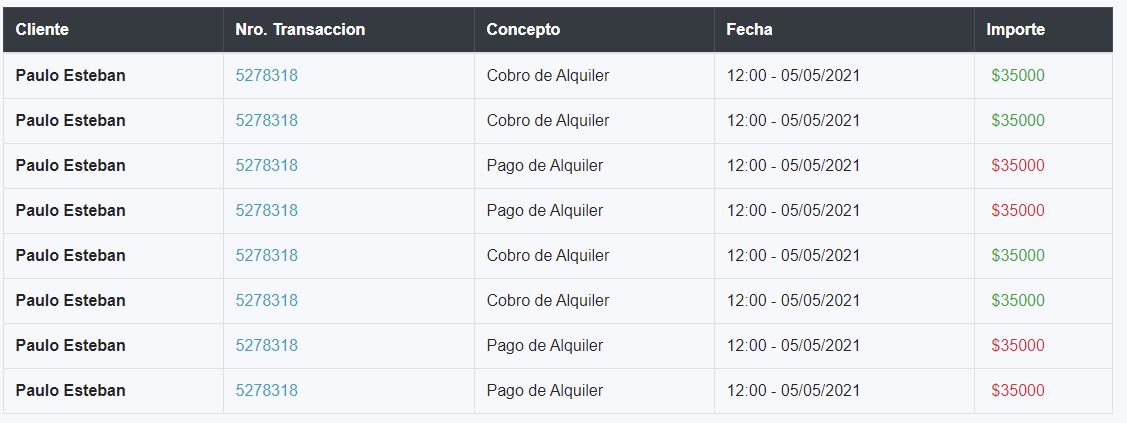 Cliente Nro. Transaccion Concepto Fecha Importe
Paulo Esteban 5278318 Cobro de Alquiler 12:00 - 05/05/2021 $35000
Paulo Esteban 5278318 Cobro de Alquiler 12:00 - 05/05/2021 $35000
Paulo Esteban 5278318 Pago de Alquiler 12:00 - 05/05/2021 $35000
Paulo Esteban 5278318 Pago de Alquiler 12:00 - 05/05/2021 $35000
Paulo Esteban 5278318 Cobro de Alquiler 12:00 - 05/05/2021 $35000
Paulo Esteban 5278318 Cobro de Alquiler 12:00 - 05/05/2021 $35000
Paulo Esteban 5278318 Pago de Alquiler 12:00 - 05/05/2021 $35000
Paulo Esteban 5278318 Pago de Alquiler 12:00 - 05/05/2021 $35000